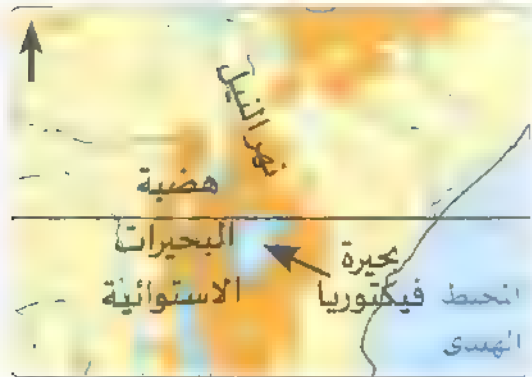 نهر النيل
هضبة
البحيرات
الاستوائية
بحيرة
فيكتوريا
المحيط
الهندي